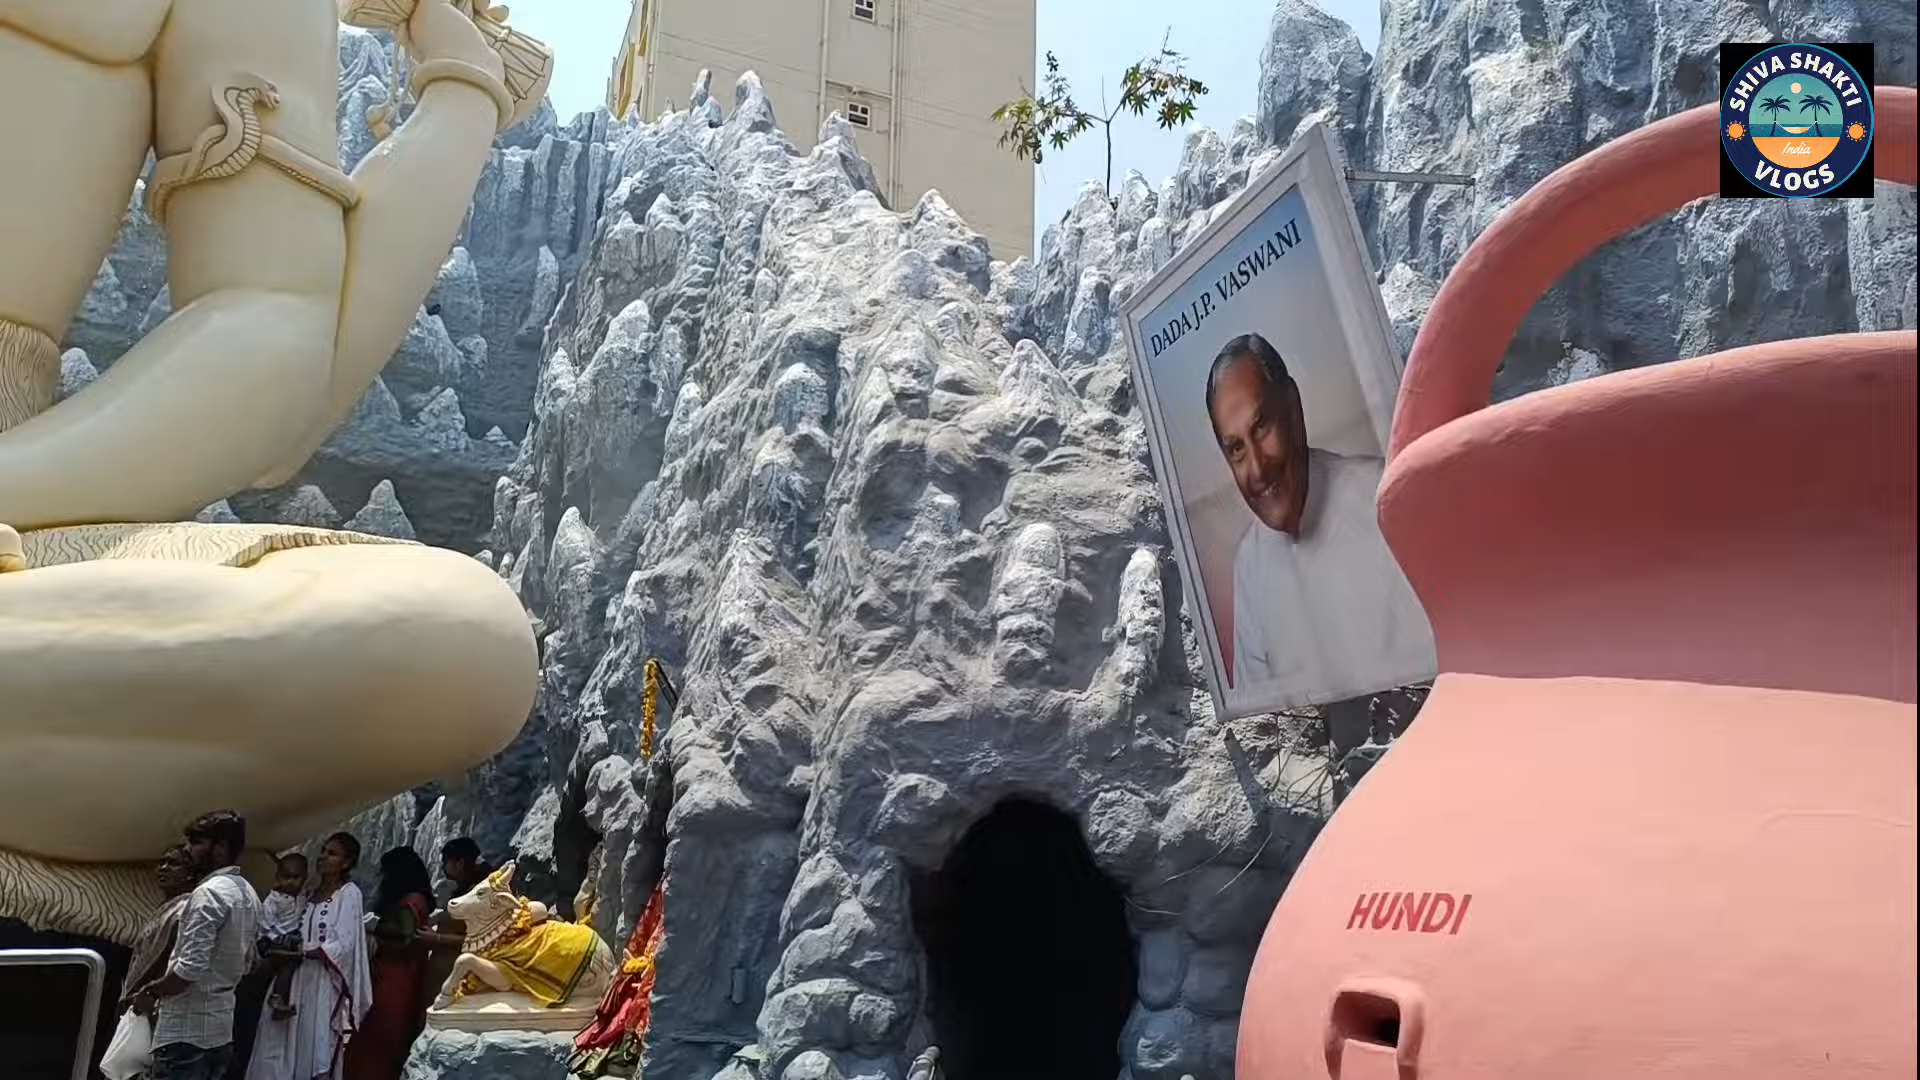 SHIVA SHAKTI
India
VLOGS
DADA J.P. VASWANI
HUNDI